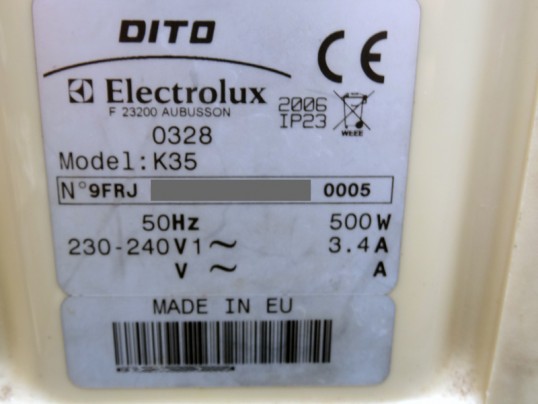 DITO
Electrolux
F 23200 AUBUSSON
2006
IP23
WEEE
0328
Model:K35
N°9FRJ 0005
50Hz 500W
230-240V1~ 3.4A
V ~ A
MADE IN EU